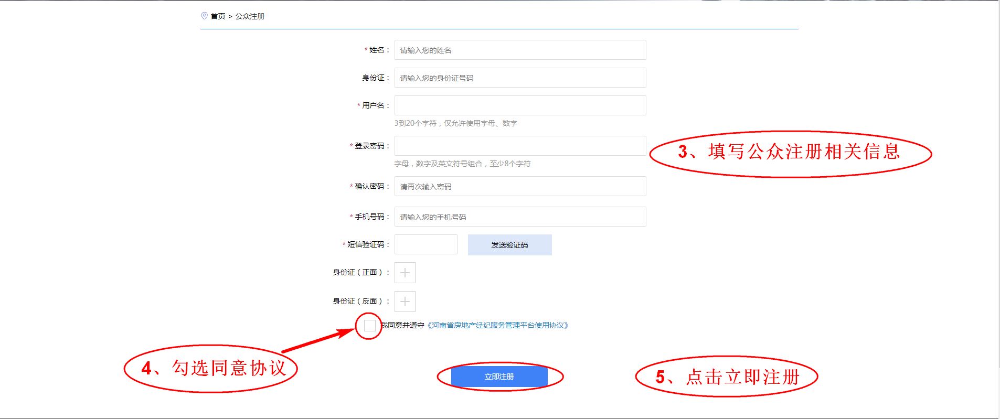 首页 > 公众注册
* 姓名： 请输入您的姓名
身份证： 请输入您的身份证号码
* 用户名：
3到20个字符，仅允许使用字母、数字
* 登录密码：
3、填写公众注册相关信息
字母，数字及英文符号组合，至少8个字符
* 确认密码： 请再次输入密码
* 手机号码： 请输入您的手机号码
* 短信验证码： 发送验证码
身份证（正面）：
身份证（反面）：
我同意并遵守《河南省房地产经纪服务管理平台使用协议》
4、勾选同意协议
立即注册
5、点击立即注册